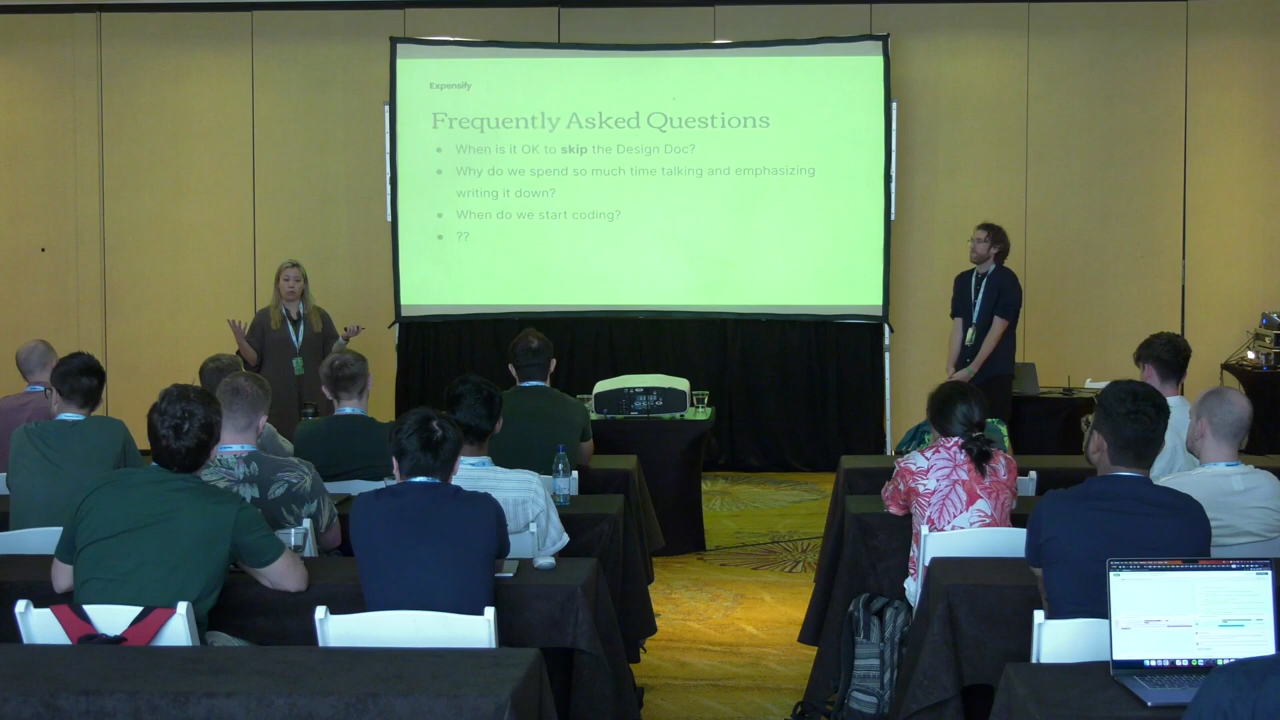 Expensify
Frequently Asked Questions
When is it OK to skip the Design Doc?
Why do we spend so much time talking and emphasizing
writing it down?
When do we start coding?
??